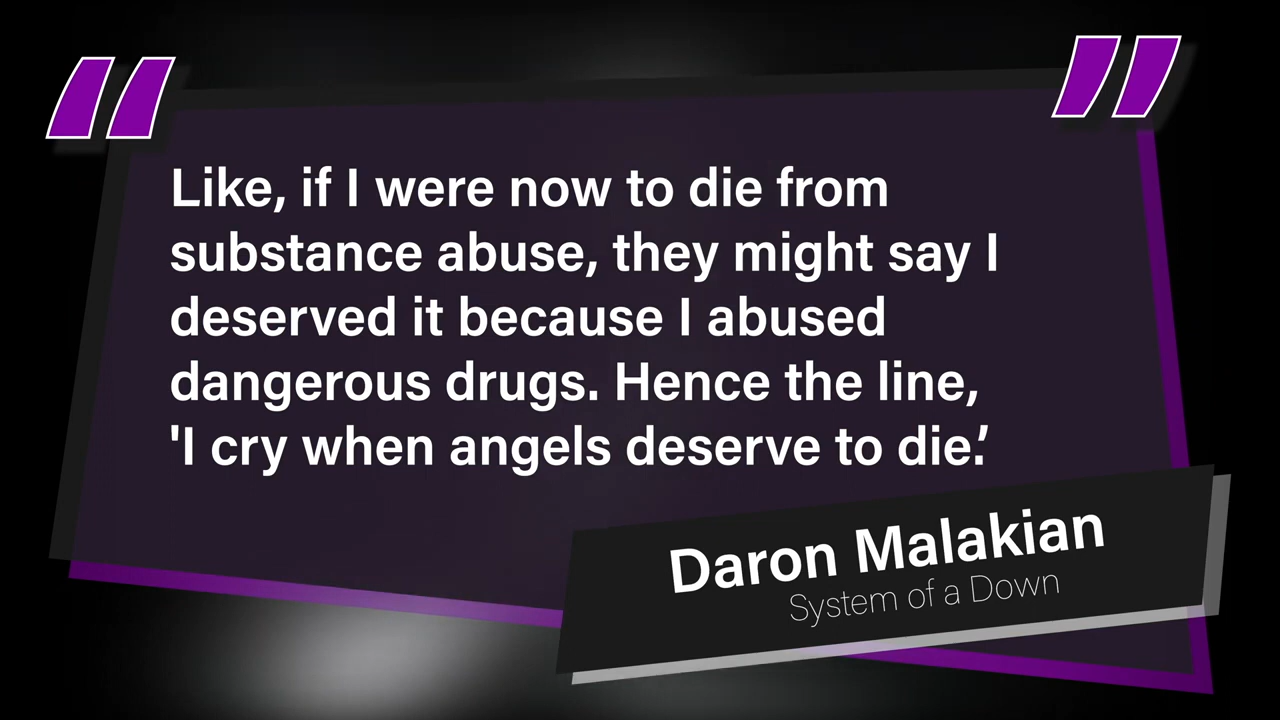 "
"
Like, if I were now to die from
substance abuse, they might say I
deserved it because I abused
dangerous drugs. Hence the line,
'I cry when angels deserve to die.'
Daron Malakian
System of a Down